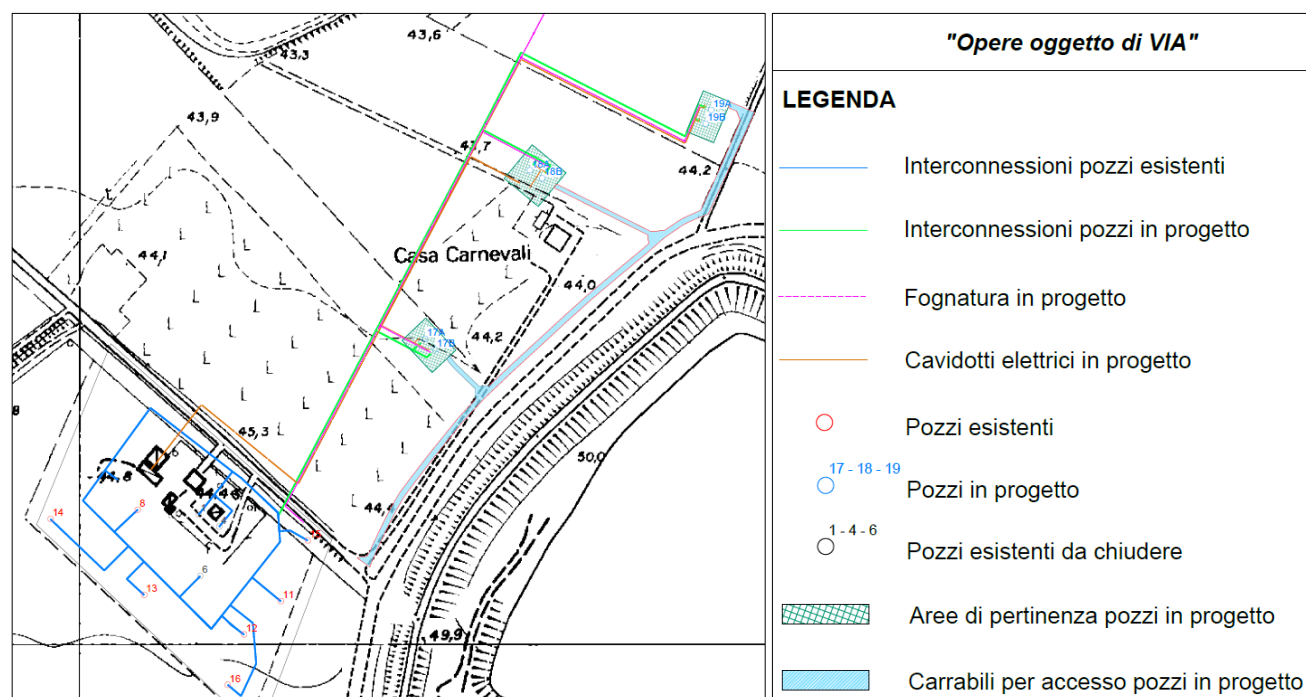 43,6
43,3
43,9
43,7
19A
19B
18A
18B
44,2
Casa Carnevali
44,1
44,0
17A
17B
44,2
45,3
50,0
44,8
8
14
15
6
13
11
12
49,9
16
"Opere oggetto di VIA"
LEGENDA
Interconnessioni pozzi esistenti
Interconnessioni pozzi in progetto
Fognatura in progetto
Cavidotti elettrici in progetto
Pozzi esistenti
17 - 18 - 19
Pozzi in progetto
1 - 4 - 6
Pozzi esistenti da chiudere
Aree di pertinenza pozzi in progetto
Carrabili per accesso pozzi in progetto